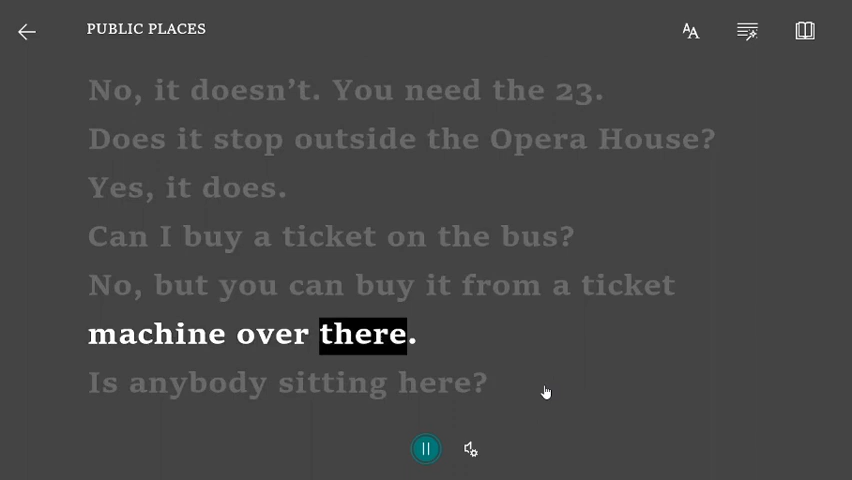 PUBLIC PLACES
No, it doesn’t. You need the 23.
Does it stop outside the Opera House?
Yes, it does.
Can I buy a ticket on the bus?
No, but you can buy it from a ticket
machine over there.
Is anybody sitting here?